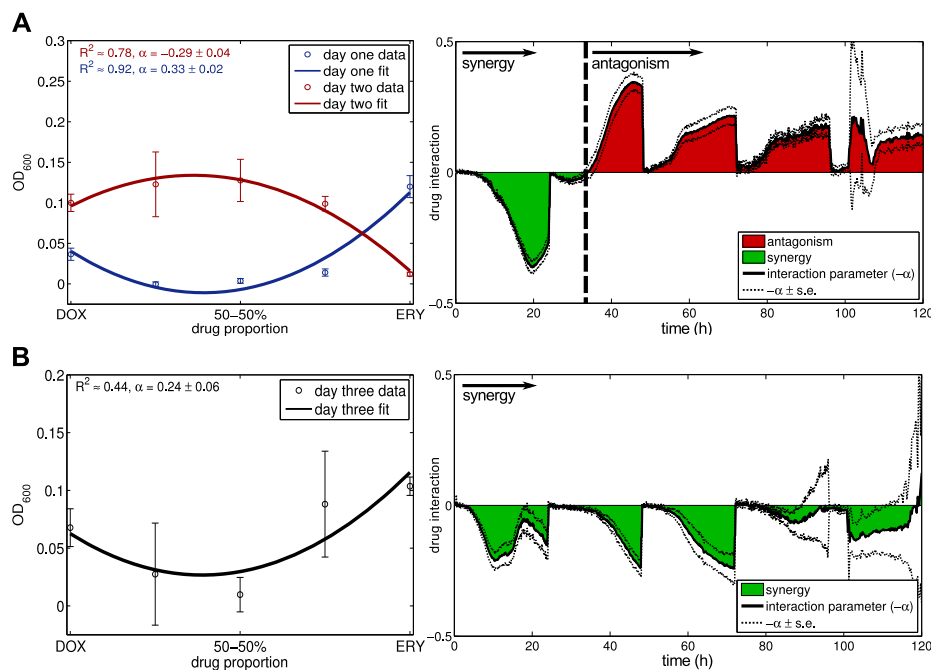 A
R² ≈ 0.78, α = −0.29 ± 0.04
R² ≈ 0.92, α = 0.33 ± 0.02
day one data
day one fit
day two data
day two fit
0.3
0.25
0.2
0.15
0.1
0.05
0
OD₆₀₀
DOX
50–50%
ERY
drug proportion
0.5
synergy
antagonism
0
−0.5
drug interaction
antagonism
synergy
interaction parameter (−α)
−α ± s.e.
0
20
40
60
80
100
120
time (h)
B
R² ≈ 0.44, α = 0.24 ± 0.06
day three data
day three fit
0.2
0.15
0.1
0.05
0
OD₆₀₀
DOX
50–50%
ERY
drug proportion
0.5
synergy
0
−0.5
drug interaction
synergy
interaction parameter (−α)
−α ± s.e.
0
20
40
60
80
100
120
time (h)